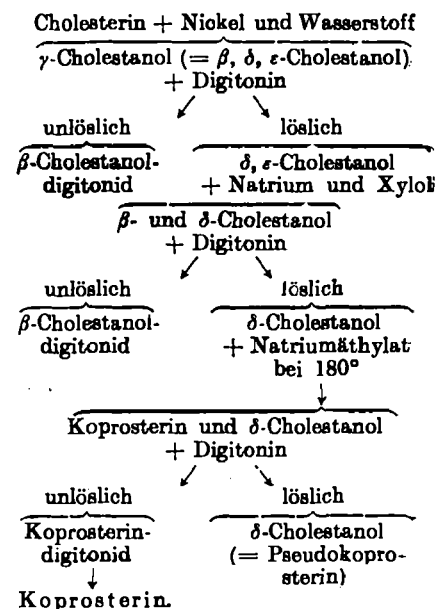 Cholesterin + Nickel und Wasserstoff
γ-Cholestanol (= β, δ, ε-Cholestanol)
+ Digitonin
unlöslich löslich
β-Cholestanol- δ, ε-Cholestanol
digitonid + Natrium und Xylol
β- und δ-Cholestanol
+ Digitonin
unlöslich löslich
β-Cholestanol- δ-Cholestanol
digitonid + Natriumäthylat
bei 180°
Koprosterin und δ-Cholestanol
+ Digitonin
unlöslich löslich
Koprosterin- δ-Cholestanol
digitonid (= Pseudokopro-
sterin)
Koprosterin.